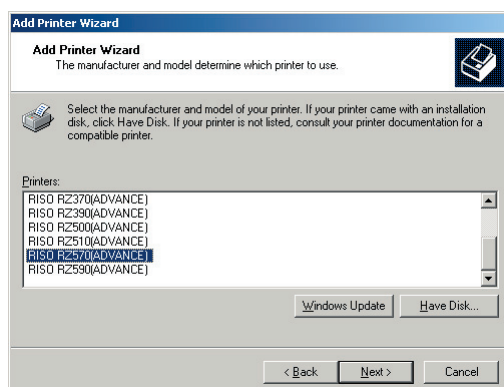 Add Printer Wizard
Add Printer Wizard
The manufacturer and model determine which printer to use.
Select the manufacturer and model of your printer. If your printer came with an installation
disk, click Have Disk. If your printer is not listed, consult your printer documentation for a
compatible printer.
Printers:
RISO RZ370(ADVANCE)
RISO RZ390(ADVANCE)
RISO RZ500(ADVANCE)
RISO RZ510(ADVANCE)
RISO RZ570(ADVANCE)
RISO RZ590(ADVANCE)
Windows Update Have Disk...
< Back Next > Cancel